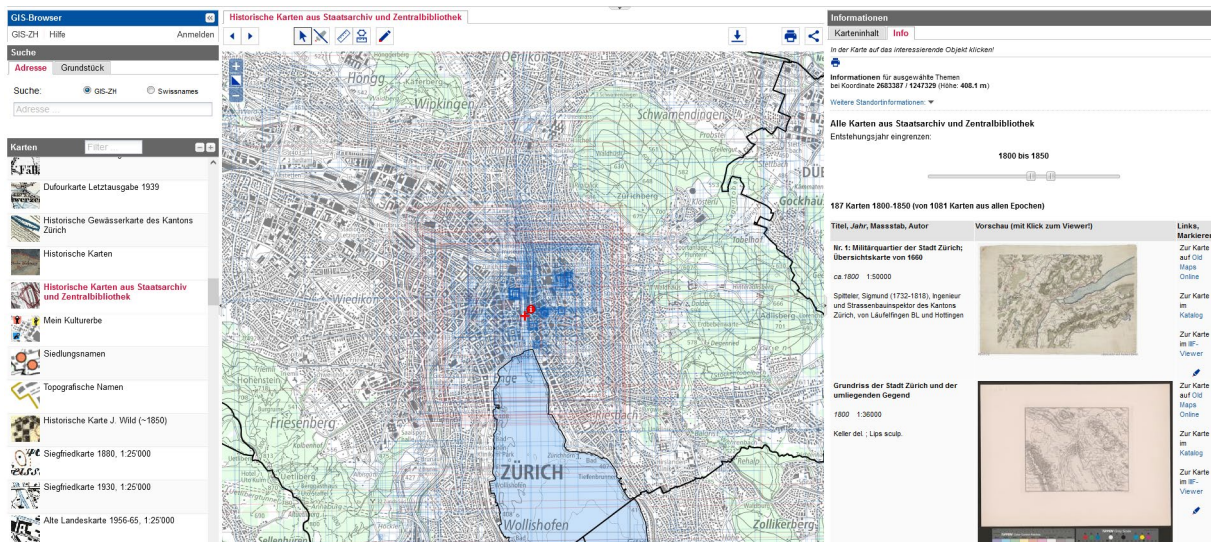 GIS-Browser
GIS-ZH Hilfe Anmelden
Suche
Adresse Grundstück
Suche: GIS-ZH Swissnames
Adresse ...
Karten Filter ...
Dufourkarte Letztausgabe 1939
Historische Gewässerkarte des Kantons
Zürich
Historische Karten
Historische Karten aus Staatsarchiv
und Zentralbibliothek
Mein Kulturerbe
Siedlungsnamen
Topografische Namen
Historische Karte J. Wild (~1850)
Siegfriedkarte 1880, 1:25'000
Siegfriedkarte 1930, 1:25'000
Alte Landeskarte 1956-65, 1:25'000
Historische Karten aus Staatsarchiv und Zentralbibliothek
Oerlikon
Höngg
Käferberg
Wipkingen
Schwamendingen
Zürichberg
Gockhau
Wiedikon
Adlisberg
Friesenberg
Riesbach
ZÜRICH
Wollishofen
Zollikerberg
Informationen
Karteninhalt Info
In der Karte auf das interessierende Objekt klicken!
Informationen für ausgewählte Themen
bei Koordinate 2683387 / 1247329 (Höhe: 408.1 m)
Weitere Standortinformationen:
Alle Karten aus Staatsarchiv und Zentralbibliothek
Entstehungsjahr eingrenzen:
1800 bis 1850
187 Karten 1800-1850 (von 1081 Karten aus allen Epochen)
Titel, Jahr, Massstab, Autor Vorschau (mit Klick zum Viewer!) Links,
Markieren
Nr. 1: Militärquartier der Stadt Zürich;
Übersichtskarte von 1660
ca.1800 1:50000
Spitteler, Sigmund (1732-1818), Ingenieur
und Strassenbauinspektor des Kantons
Zürich, von Läufelfingen BL und Hottingen
Zur Karte
auf Old
Maps
Online
Zur Karte
im
Katalog
Zur Karte
im IIIF-
Viewer
Grundriss der Stadt Zürich und der
umliegenden Gegend
1800 1:36000
Keller del. ; Lips sculp.
Zur Karte
auf Old
Maps
Online
Zur Karte
im
Katalog
Zur Karte
im IIIF-
Viewer